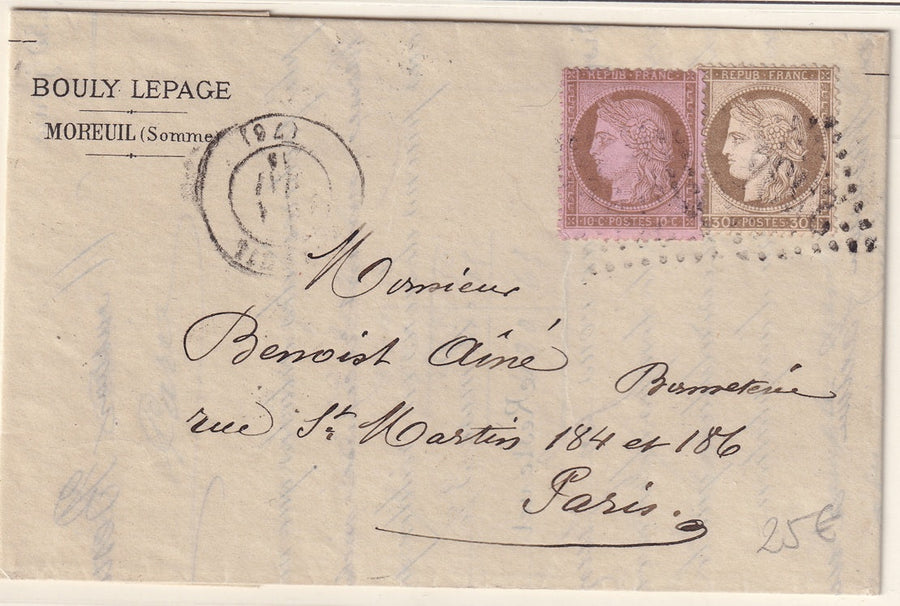 BOULY LEPAGE
MOREUIL (Somme)
(76)
REPUB. FRANC.
10 c. POSTES. 10 c.
REPUB. FRANC.
30 c. POSTES. 30 c.
Monsieur
Benoist Aîné
Bonneterie
rue St Martin 184 et 186
Paris.
25€